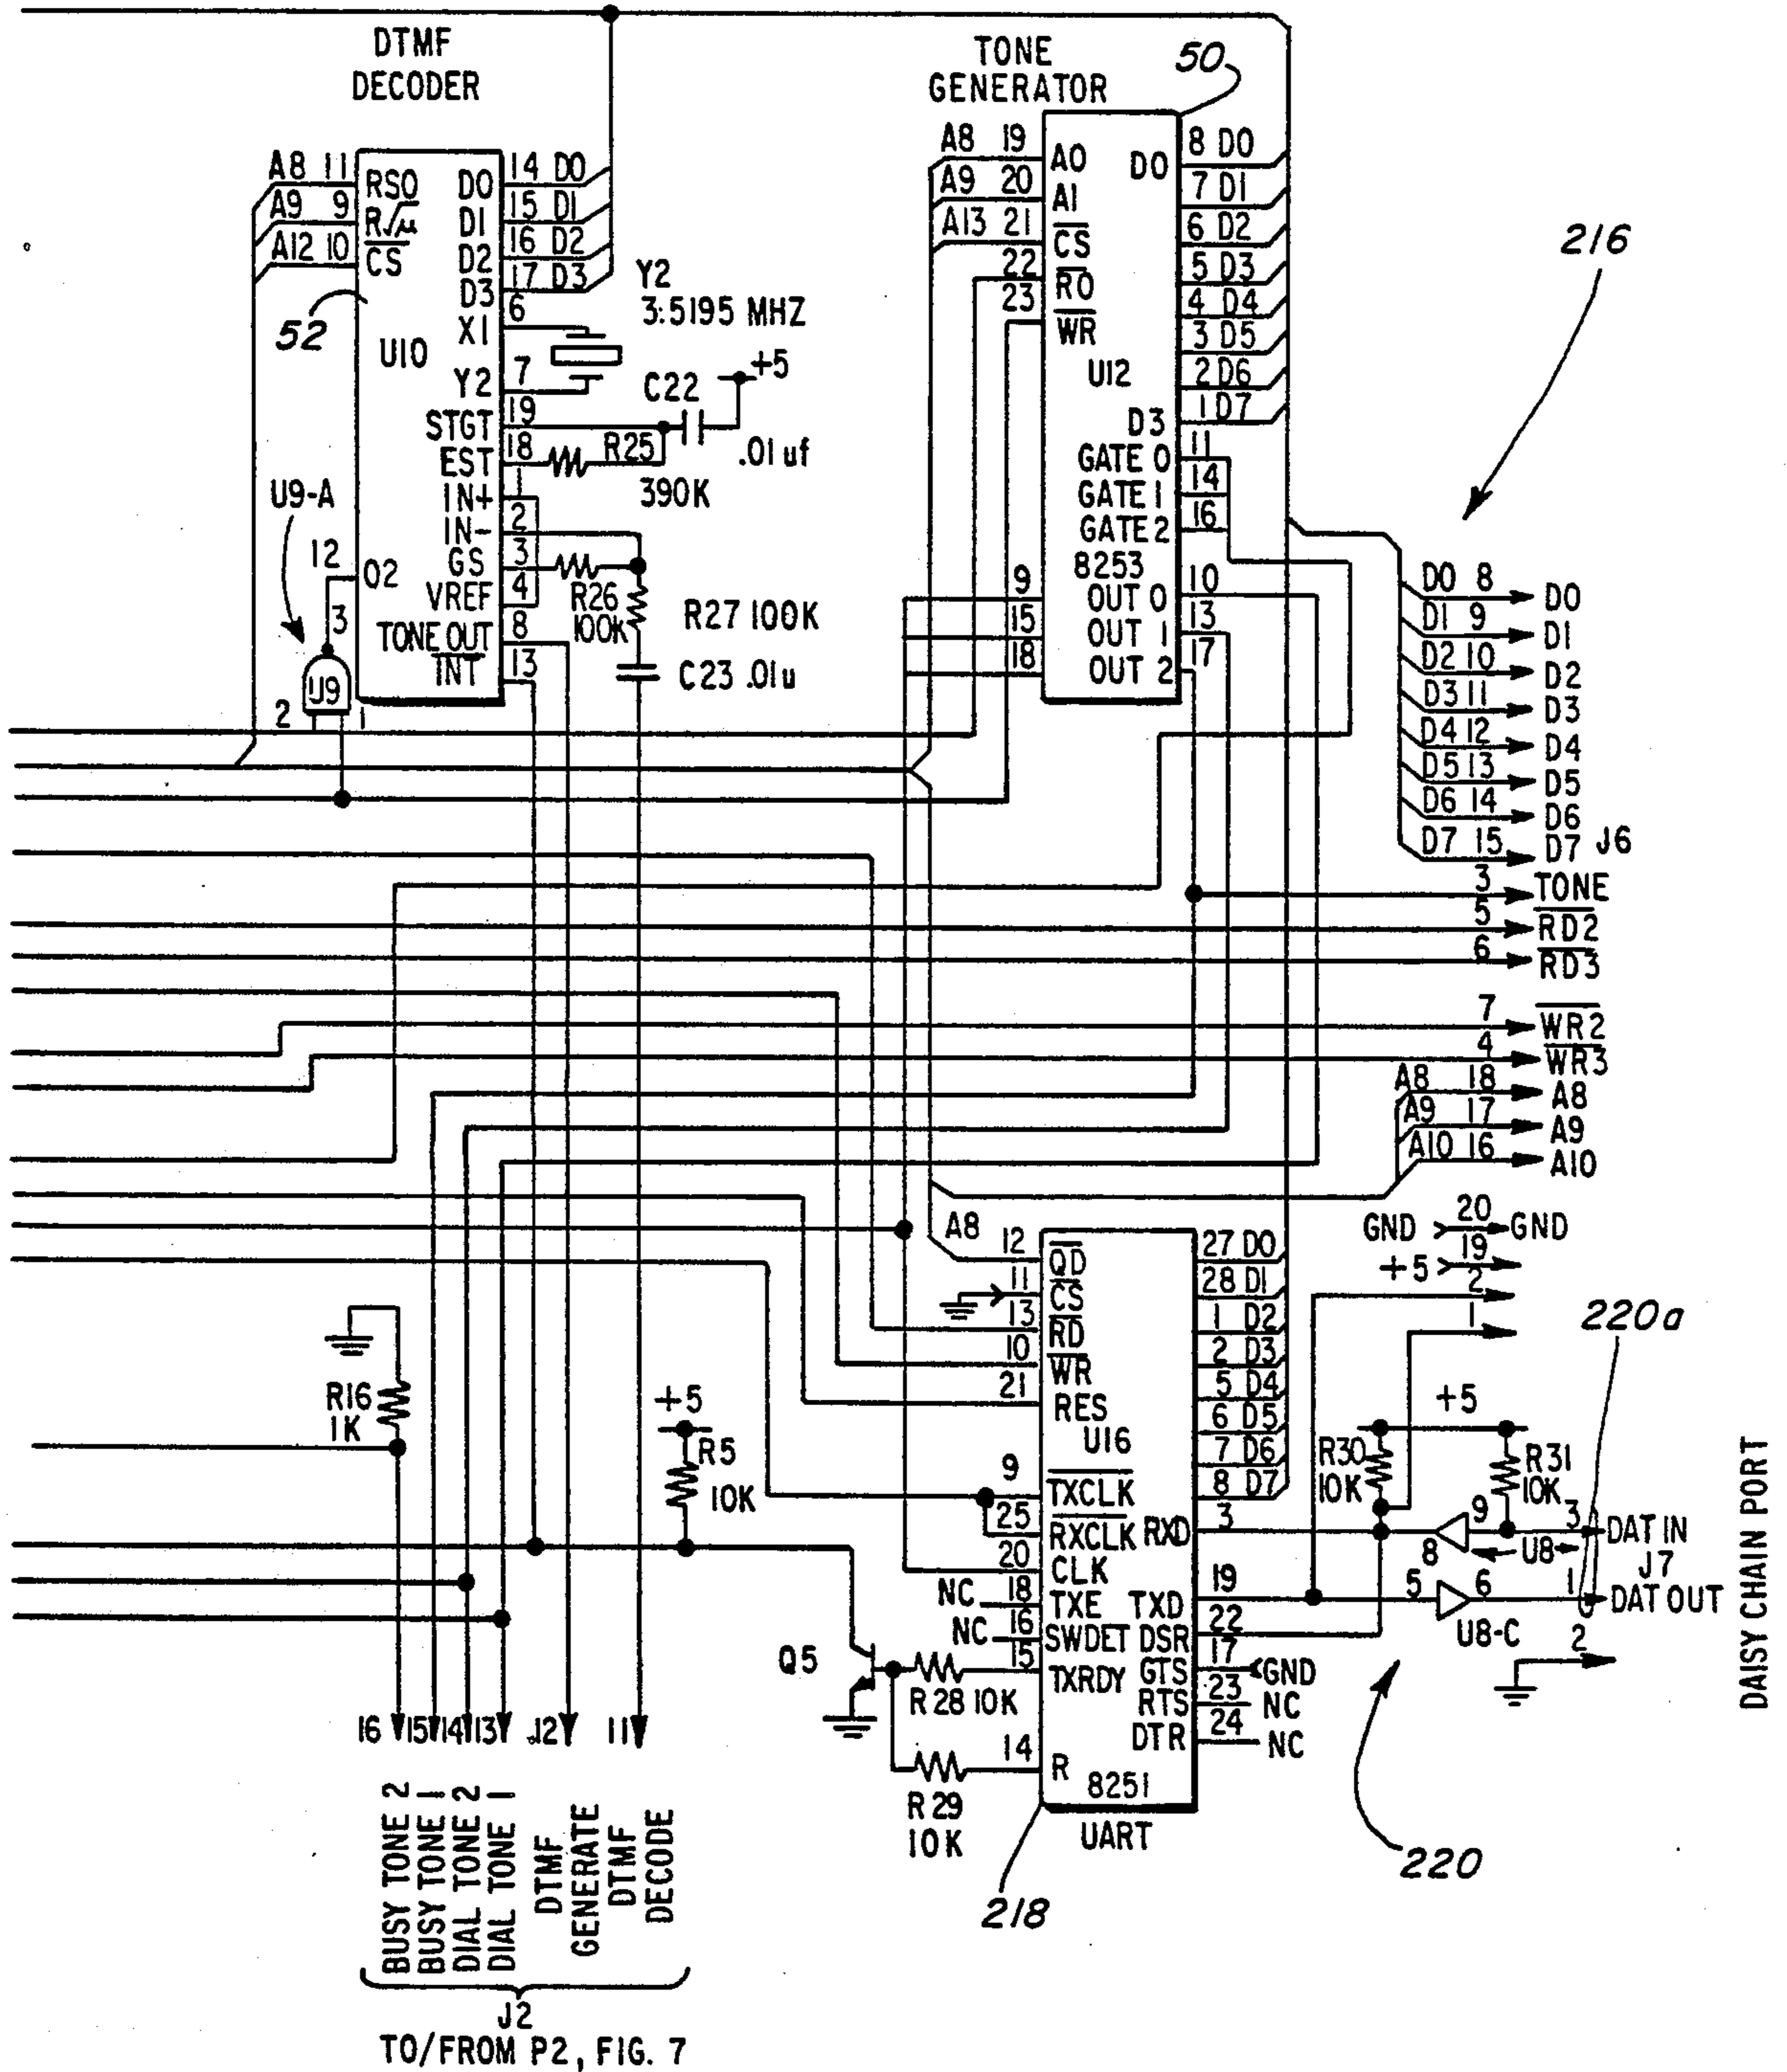 DTMF
DECODER
TONE
GENERATOR
50
A8 11
A9 9
A12 10
RS0
R/μ
CS
52
U10
14 D0
15 D1
16 D2
17 D3
D0
D1
D2
D3
6
X1
7
Y2
19
STGT
18
EST
1
IN+
2
IN-
3
GS
4
VREF
8
TONE OUT
13
INT
12
02
3
U9-A
U9
2
1
Y2
3:5195 MHZ
C22
+5
.01 uf
R25
390K
R26
100K
R27 100K
C23 .01u
A8 19
A9 20
A13 21
22
23
A0
A1
CS
RO
WR
U12
D0
D3
8 D0
7 D1
6 D2
5 D3
4 D4
3 D5
2 D6
1 D7
GATE 0
GATE 1
GATE 2
8253
OUT 0
OUT 1
OUT 2
11
14
16
10
13
17
9
15
18
216
D0 8 D0
D1 9 D1
D2 10 D2
D3 11 D3
D4 12 D4
D5 13 D5
D6 14 D6
D7 15 D7
J6
3 TONE
5 RD2
6 RD3
7 WR2
4 WR3
A8 18 A8
A9 17 A9
A10 16 A10
GND 20 GND
+5 19
2
1
A8
12
11
13
10
21
QD
CS
RD
WR
RES
U16
9
TXCLK
25
RXCLK
20
CLK
NC 18
TXE
NC 16
SWDET
15
TXRDY
14
R
8251
UART
218
27 D0
28 D1
1 D2
2 D3
5 D4
6 D5
7 D6
8 D7
RXD 3
TXD 19
DSR 22
GTS 17 GND
RTS 23 NC
DTR 24 NC
R16
1K
+5
R5
10K
Q5
R28 10K
R29
10K
+5
R30
10K
R31
10K
220a
8
9
U8
3
DAT IN
J7
5
6
U8-C
1
DAT OUT
2
220
DAISY CHAIN PORT
16
15
14
13
12
11
BUSY TONE 2
BUSY TONE 1
DIAL TONE 2
DIAL TONE 1
DTMF
GENERATE
DTMF
DECODE
J2
TO/FROM P2, FIG. 7